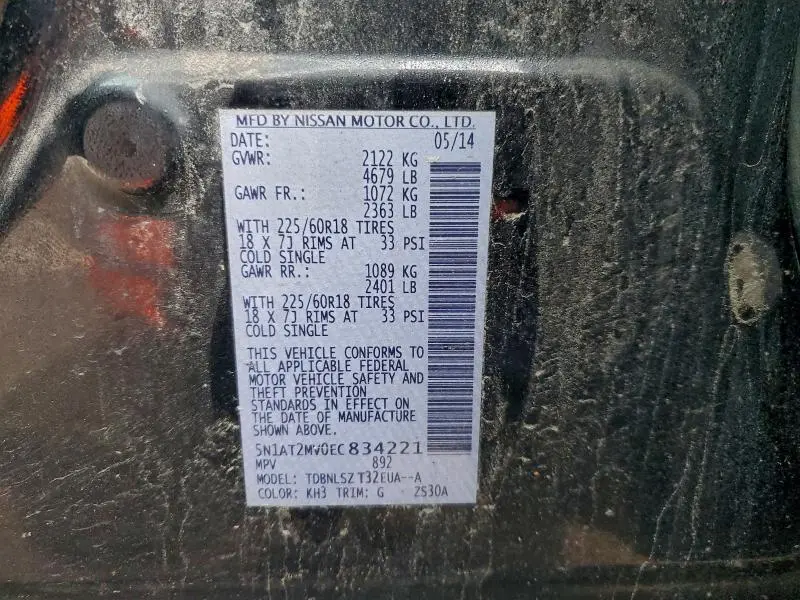 MFD BY NISSAN MOTOR CO., LTD.
DATE: 05/14
GVWR: 2122 KG
4679 LB
GAWR FR.: 1072 KG
2363 LB
WITH 225/60R18 TIRES
18 X 7J RIMS AT 33 PSI
COLD SINGLE
GAWR RR.: 1089 KG
2401 LB
WITH 225/60R18 TIRES
18 X 7J RIMS AT 33 PSI
COLD SINGLE
THIS VEHICLE CONFORMS TO
ALL APPLICABLE FEDERAL
MOTOR VEHICLE SAFETY AND
THEFT PREVENTION
STANDARDS IN EFFECT ON
THE DATE OF MANUFACTURE
SHOWN ABOVE.
5N1AT2MV0EC834221
MPV 892
MODEL: TDBNLSZ T32EUA--A
COLOR: KH3 TRIM: G ZS30A